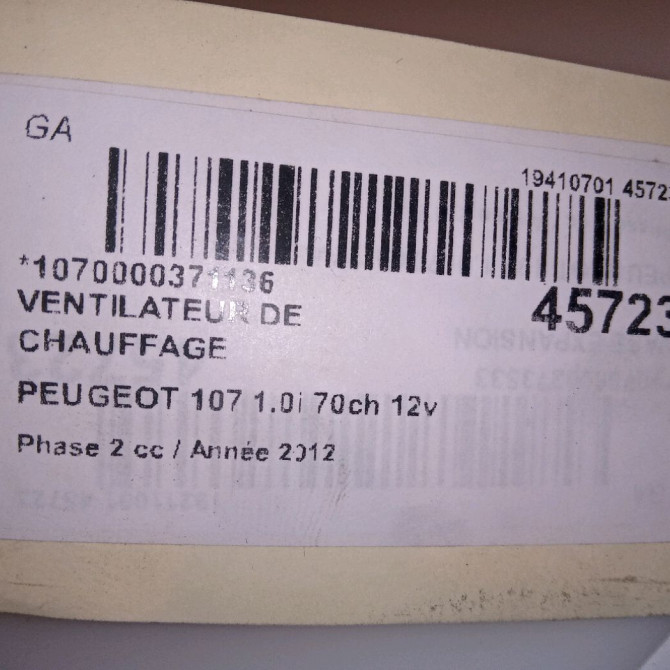 GA
19410701 45723
*1070000371136
VENTILATEUR DE
45723
CHAUFFAGE
PEUGEOT 107 1.0i 70ch 12v
Phase 2 cc / Année 2012